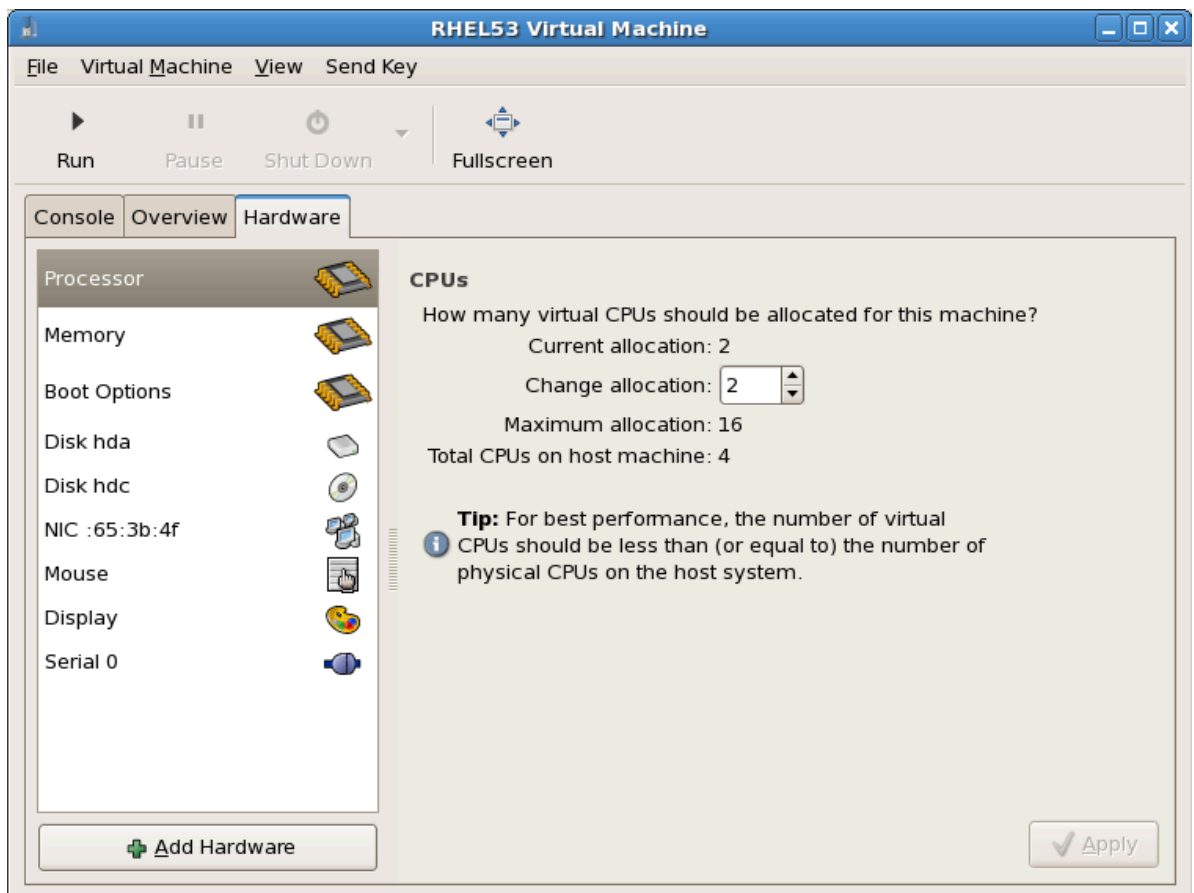 RHEL53 Virtual Machine
File Virtual Machine View Send Key
Run Pause Shut Down Fullscreen
Console Overview Hardware
Processor
Memory
Boot Options
Disk hda
Disk hdc
NIC :65:3b:4f
Mouse
Display
Serial 0
Add Hardware
CPUs
How many virtual CPUs should be allocated for this machine?
Current allocation: 2
Change allocation: 2
Maximum allocation: 16
Total CPUs on host machine: 4
Tip: For best performance, the number of virtual
CPUs should be less than (or equal to) the number of
physical CPUs on the host system.
Apply